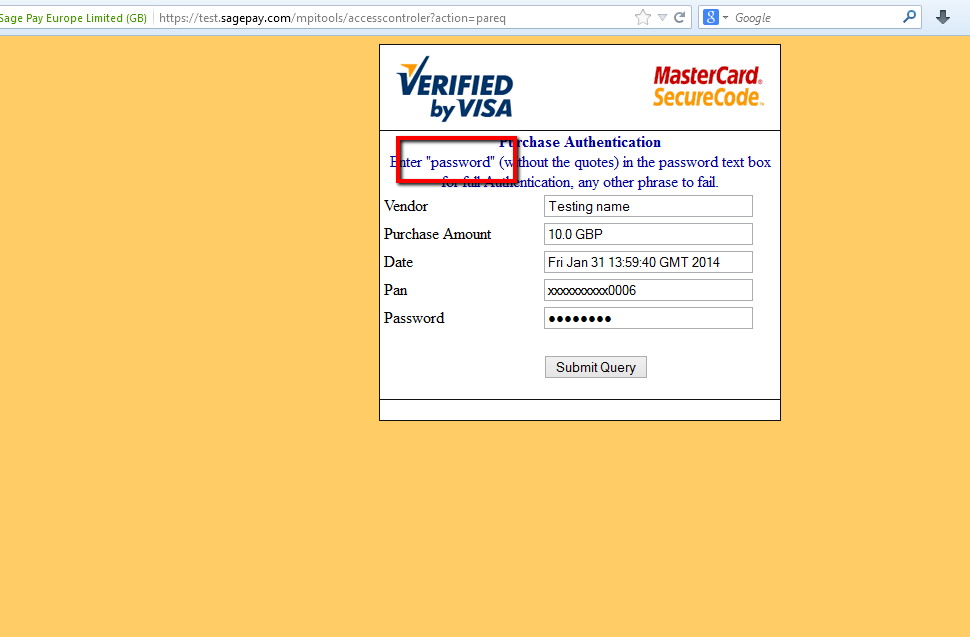 Sage Pay Europe Limited (GB) https://test.sagepay.com/mpitools/accesscontroler?action=pareq
8 Google
VERIFIED
by VISA
MasterCard.
SecureCode.
Purchase Authentication
Enter "password" (without the quotes) in the password text box
for full Authentication, any other phrase to fail.
Vendor Testing name
Purchase Amount 10.0 GBP
Date Fri Jan 31 13:59:40 GMT 2014
Pan xxxxxxxxxx0006
Password ●●●●●●●●
Submit Query